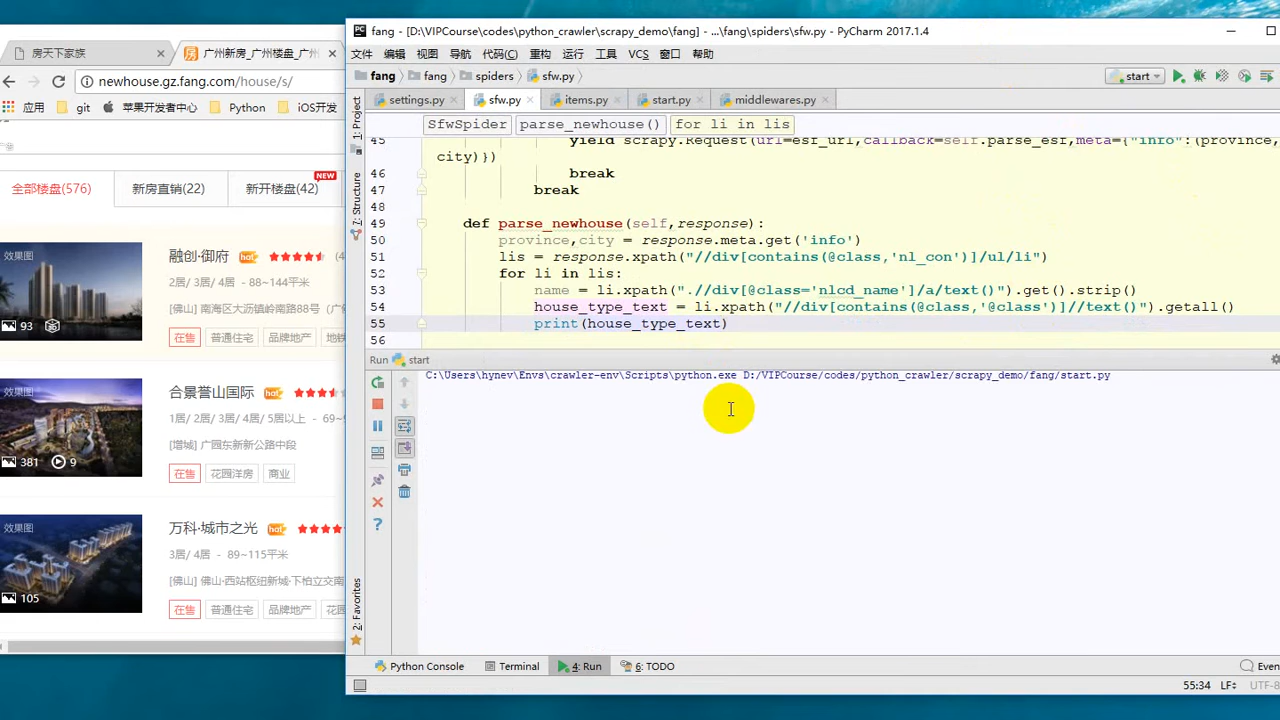 fang - [D:\VIPCourse\codes\python_crawler\scrapy_demo\fang] - ...\fang\spiders\sfw.py - PyCharm 2017.1.4
文件 编辑 视图 导航 代码(C) 重构 运行 工具 VCS 窗口 帮助
fang fang spiders sfw.py start
settings.py sfw.py items.py start.py middlewares.py
SfwSpider parse_newhouse() for li in lis
房天下家族 广州新房_广州楼盘_广州
newhouse.gz.fang.com/house/s/
应用 git 苹果开发者中心 Python iOS开发
全部楼盘(576) 新房直销(22) 新开楼盘(42) NEW
效果图 融创·御府 hot
2居/ 3居/ 4居 - 88~144平米
[佛山] 南海大沥镇岭南路88号
93 在售 普通住宅 品牌地产
效果图 合景誉山国际 hot
1居/ 2居/ 3居/ 4居/ 5居以上 - 69~
[增城] 广园东新新公路中段
381 9 在售 花园洋房 商业
效果图 万科·城市之光 hot
3居/ 4居 - 89~115平米
[佛山] 佛山·西站枢纽新城·下柏立交南
105 在售 普通住宅 品牌地产
1: Project
7: Structure
2: Favorites
45 yield scrapy.Request(url=esf_url,callback=self.parse_esf,meta={"info":(province,
city)})
46 break
47 break
48
49 def parse_newhouse(self,response):
50 province,city = response.meta.get('info')
51 lis = response.xpath("//div[contains(@class,'nl_con')]/ul/li")
52 for li in lis:
53 name = li.xpath(".//div[@class='nlcd_name']/a/text()").get().strip()
54 house_type_text = li.xpath("//div[contains(@class,'@class')]//text()").getall()
55 print(house_type_text)
56
Run start
C:\Users\hynev\Envs\crawler-env\Scripts\python.exe D:/VIPCourse/codes/python_crawler/scrapy_demo/fang/start.py
Python Console Terminal 4: Run 6: TODO
55:34 LF÷ UTF-8